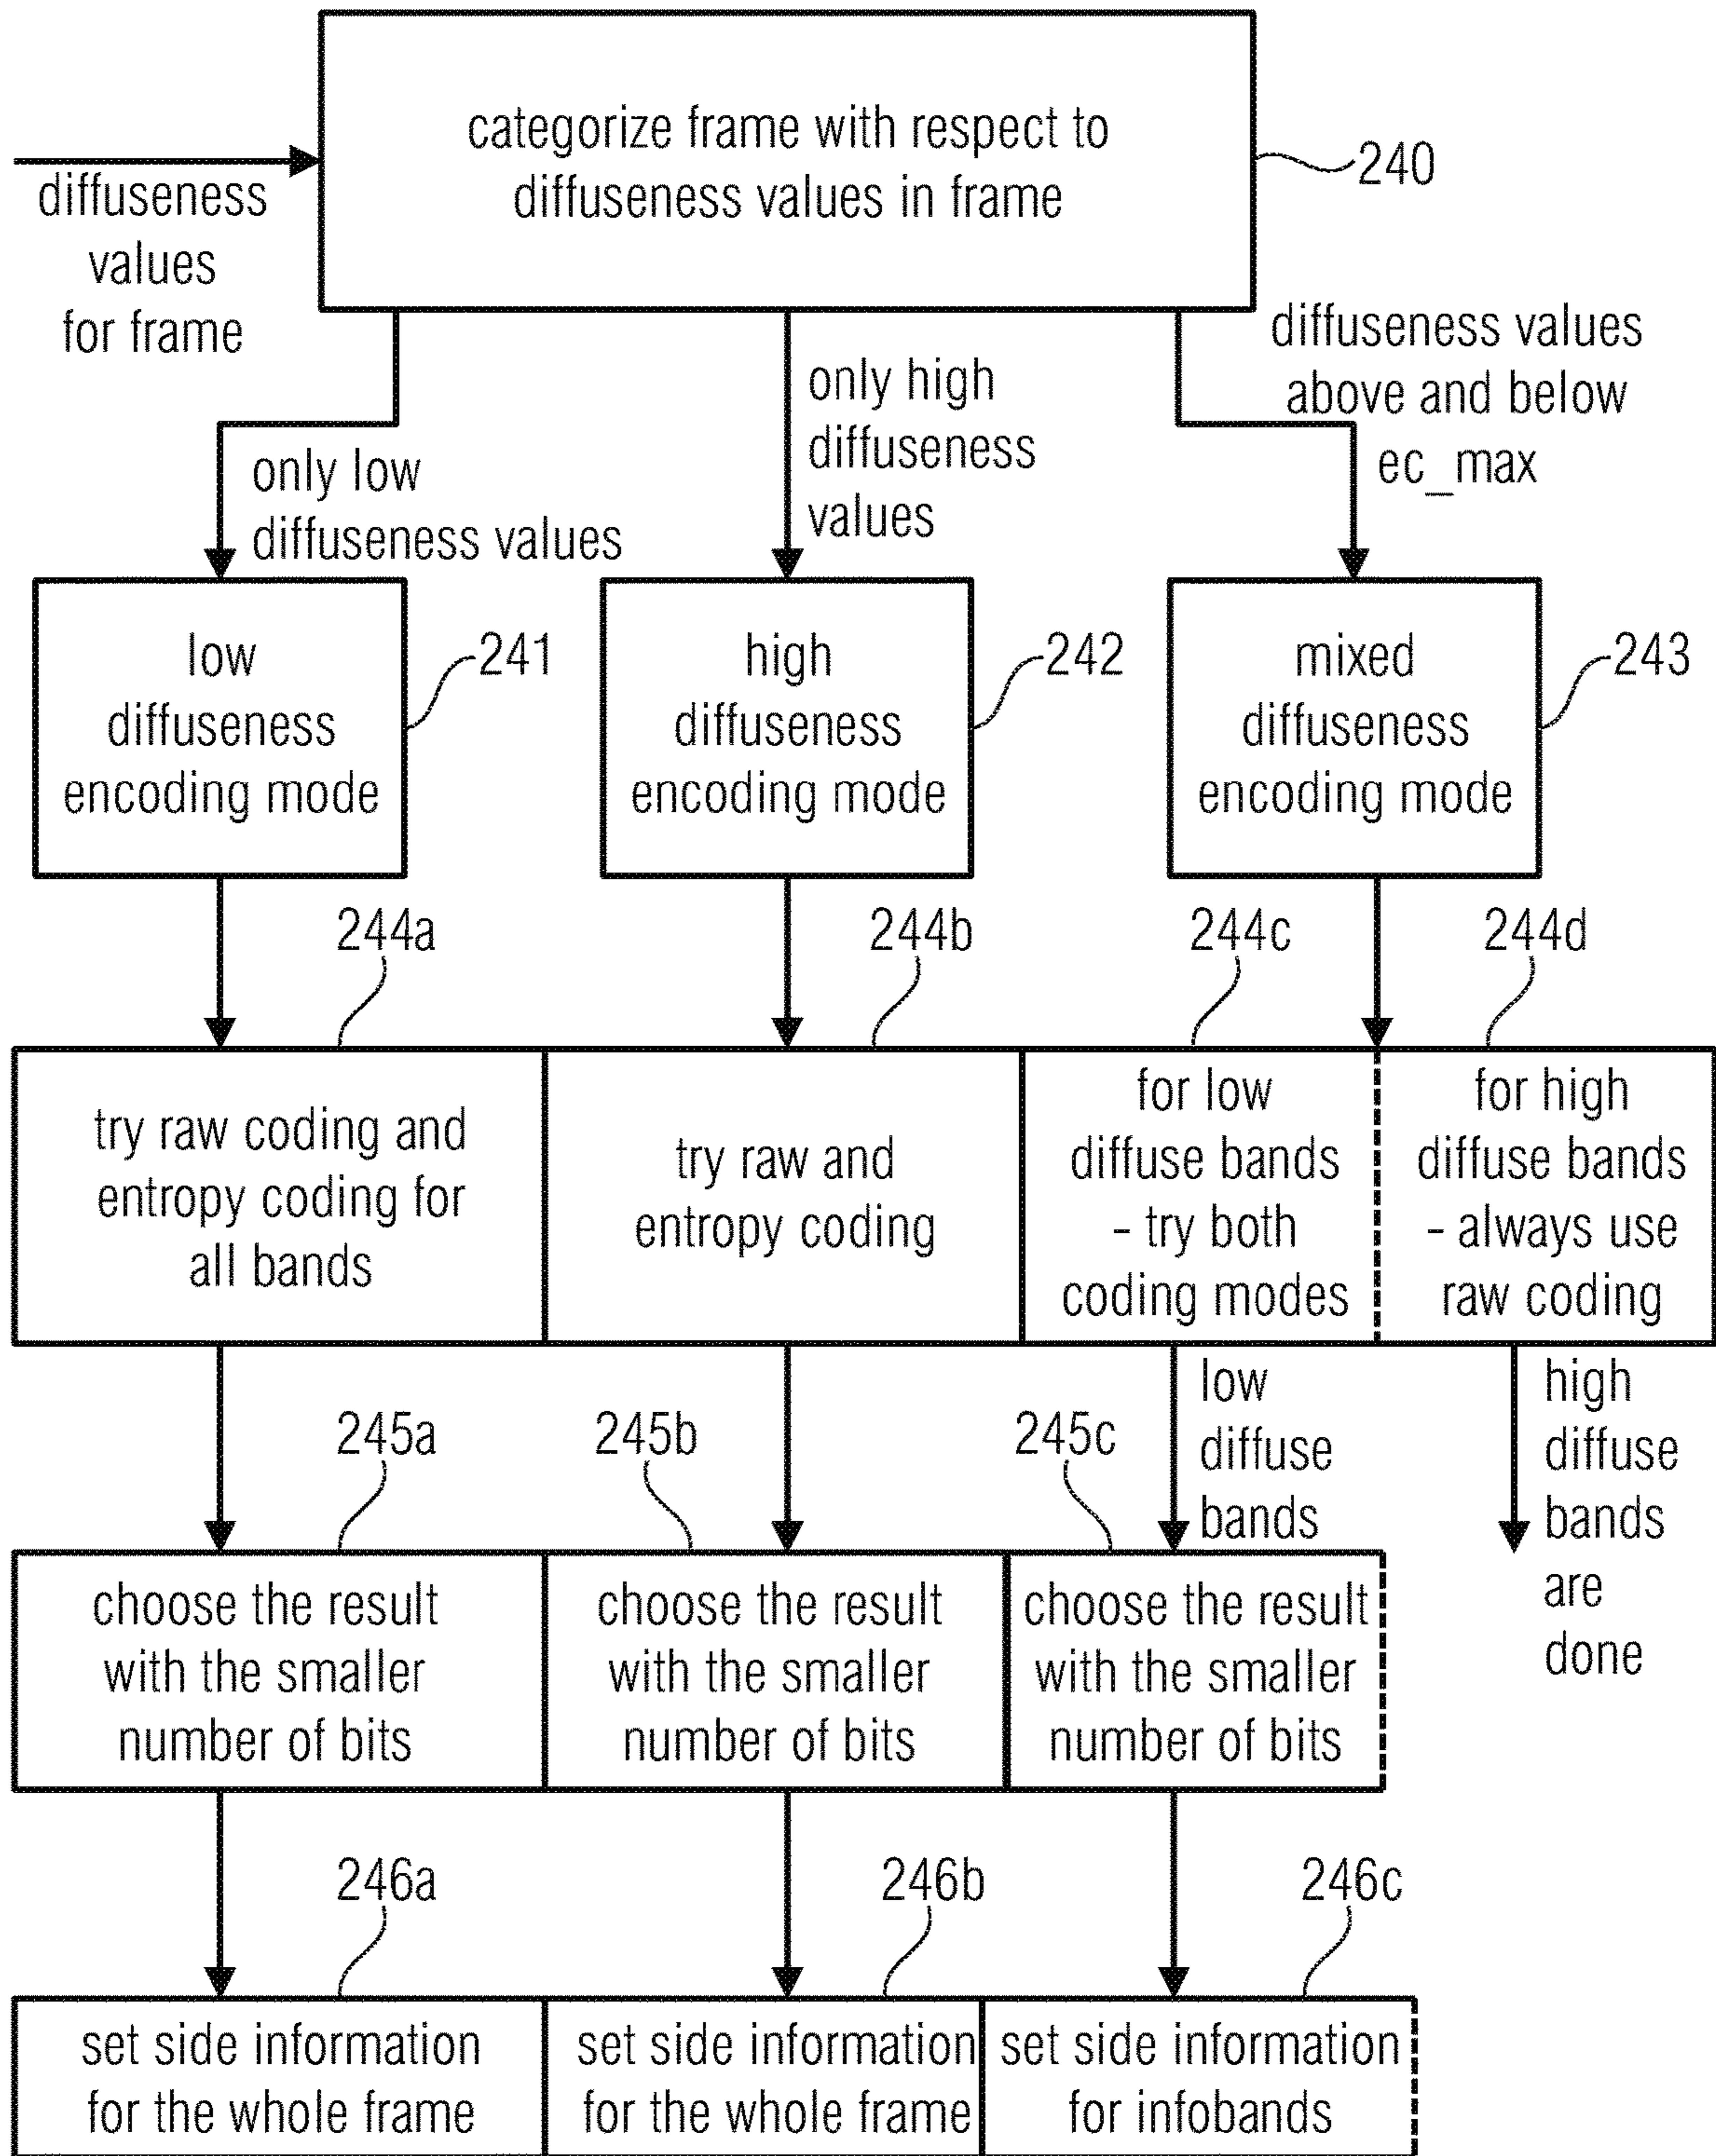 categorize frame with respect to
diffuseness values in frame
240
diffuseness
values
for frame
only low
diffuseness values
only high
diffuseness
values
diffuseness values
above and below
ec_max
low
diffuseness
encoding mode
241
high
diffuseness
encoding mode
242
mixed
diffuseness
encoding mode
243
244a
244b
244c
244d
try raw coding and
entropy coding for
all bands
try raw and
entropy coding
for low
diffuse bands
- try both
coding modes
for high
diffuse bands
- always use
raw coding
245a
245b
245c
low
diffuse
bands
high
diffuse
bands
are
done
choose the result
with the smaller
number of bits
choose the result
with the smaller
number of bits
choose the result
with the smaller
number of bits
246a
246b
246c
set side information
for the whole frame
set side information
for the whole frame
set side information
for infobands